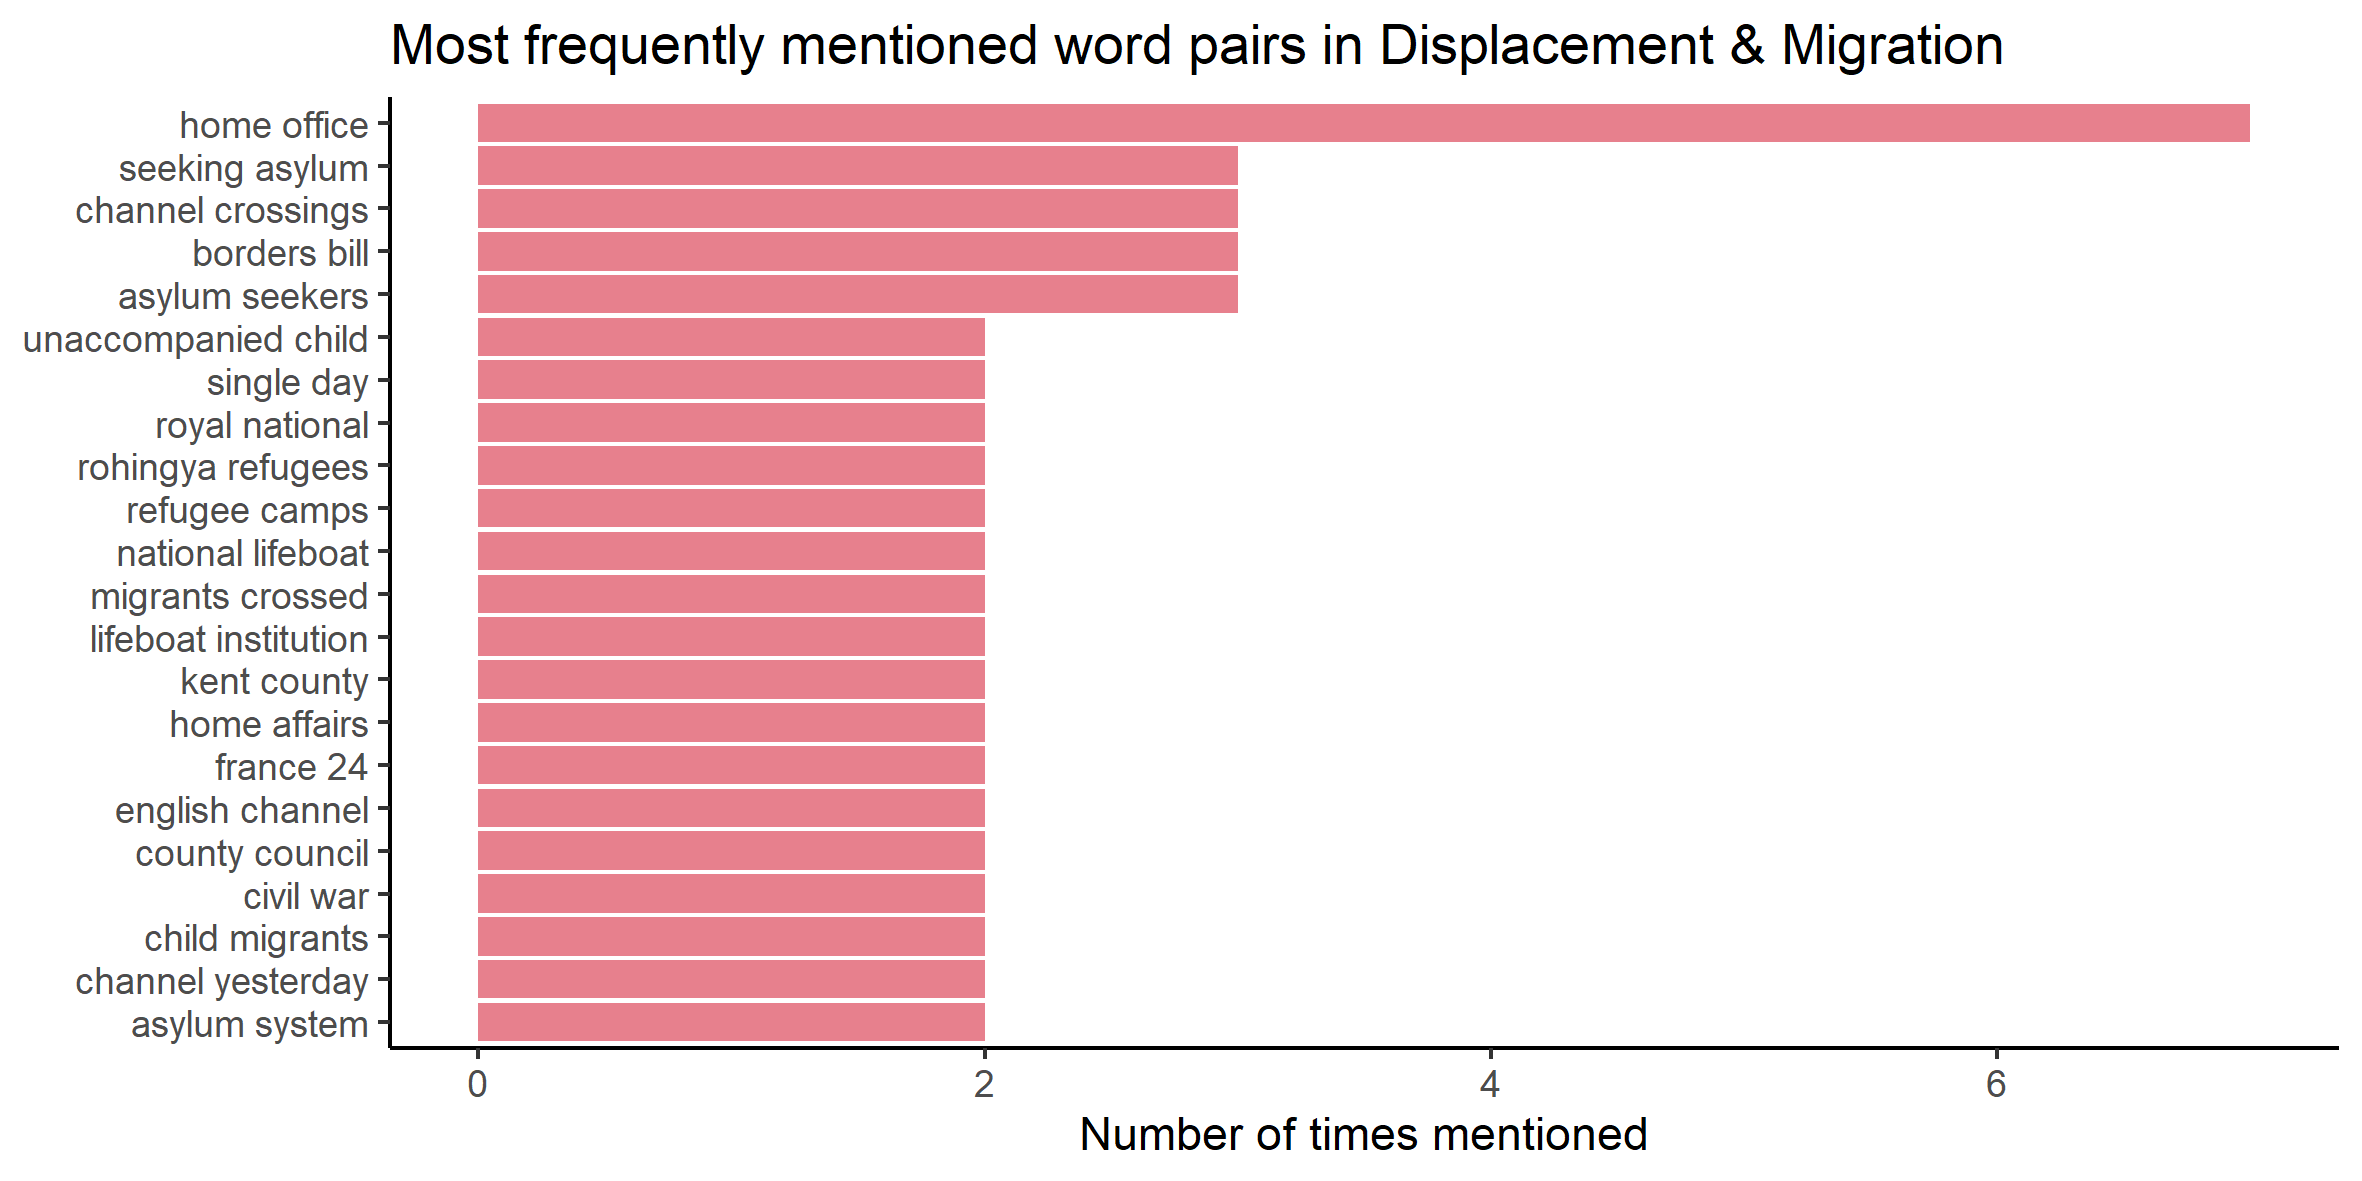 Most frequently mentioned word pairs in Displacement & Migration
home office
seeking asylum
channel crossings
borders bill
asylum seekers
unaccompanied child
single day
royal national
rohingya refugees
refugee camps
national lifeboat
migrants crossed
lifeboat institution
kent county
home affairs
france 24
english channel
county council
civil war
child migrants
channel yesterday
asylum system
0 2 4 6
Number of times mentioned